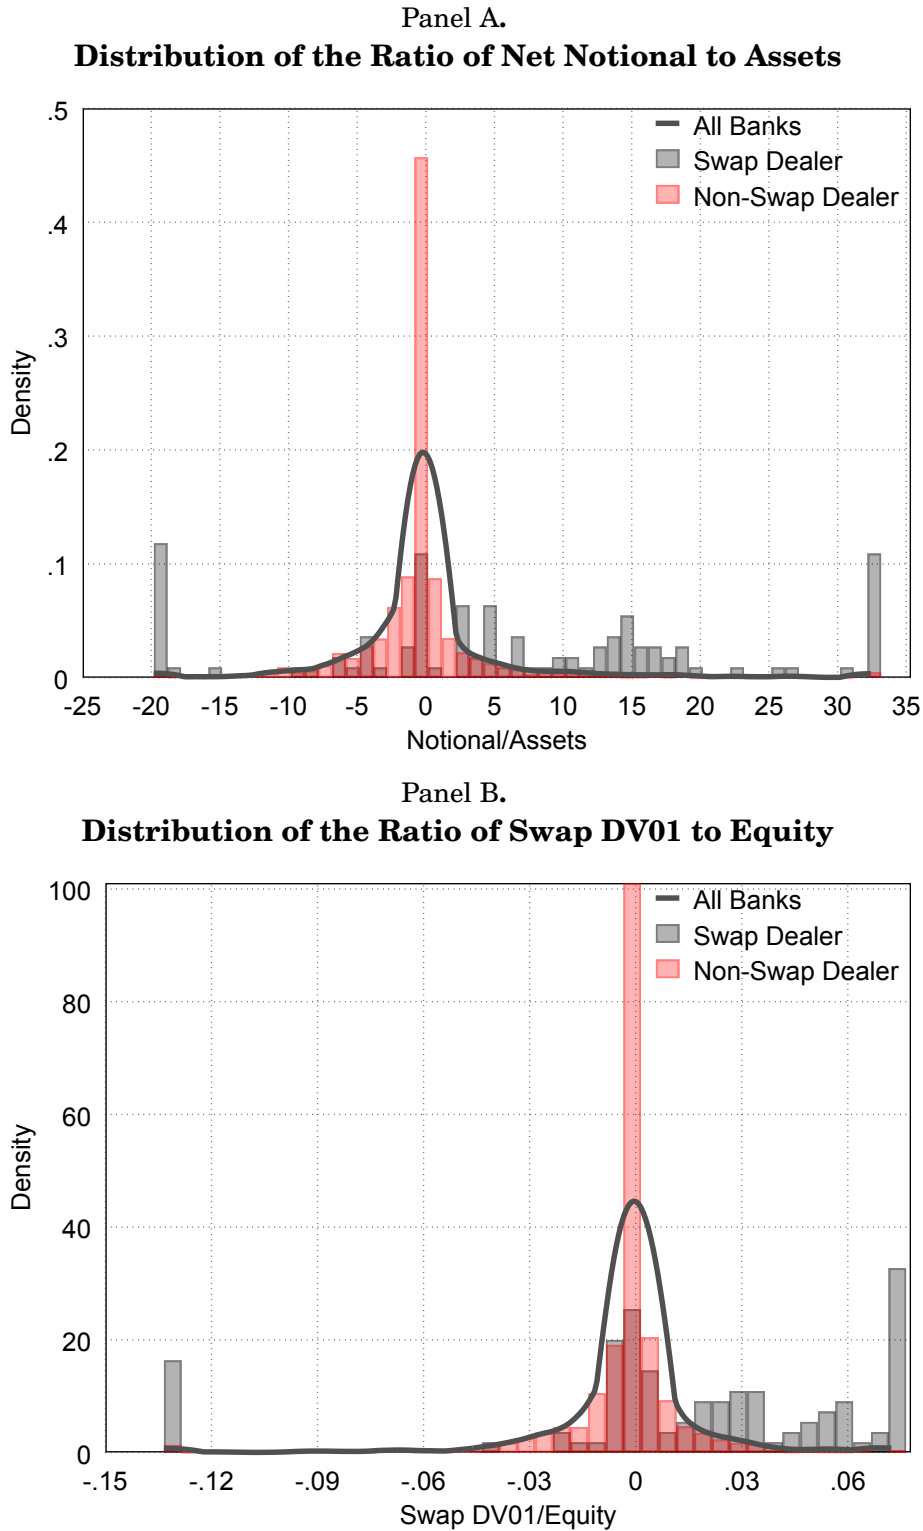 Panel A.
Distribution of the Ratio of Net Notional to Assets
.5
.4
.3
.2
.1
0
Density
All Banks
Swap Dealer
Non-Swap Dealer
-25 -20 -15 -10 -5 0 5 10 15 20 25 30 35
Notional/Assets
Panel B.
Distribution of the Ratio of Swap DV01 to Equity
100
80
60
40
20
0
Density
All Banks
Swap Dealer
Non-Swap Dealer
-.15 -.12 -.09 -.06 -.03 0 .03 .06
Swap DV01/Equity